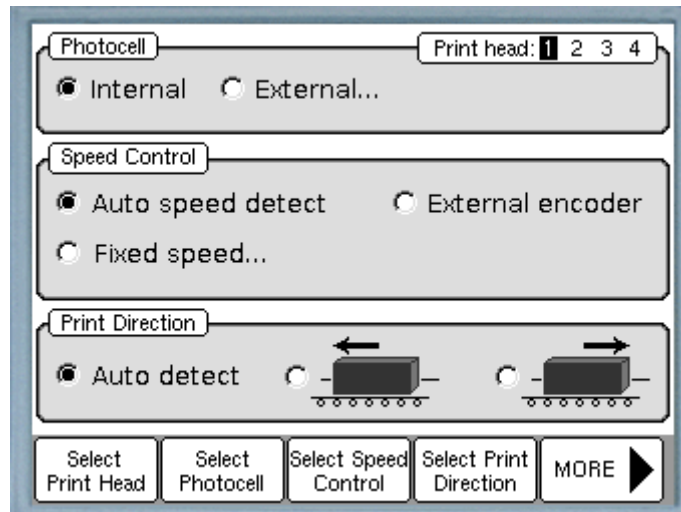 Photocell
Print head: 1 2 3 4
Internal External...
Speed Control
Auto speed detect External encoder
Fixed speed...
Print Direction
Auto detect
Select Print Head
Select Photocell
Select Speed Control
Select Print Direction
MORE